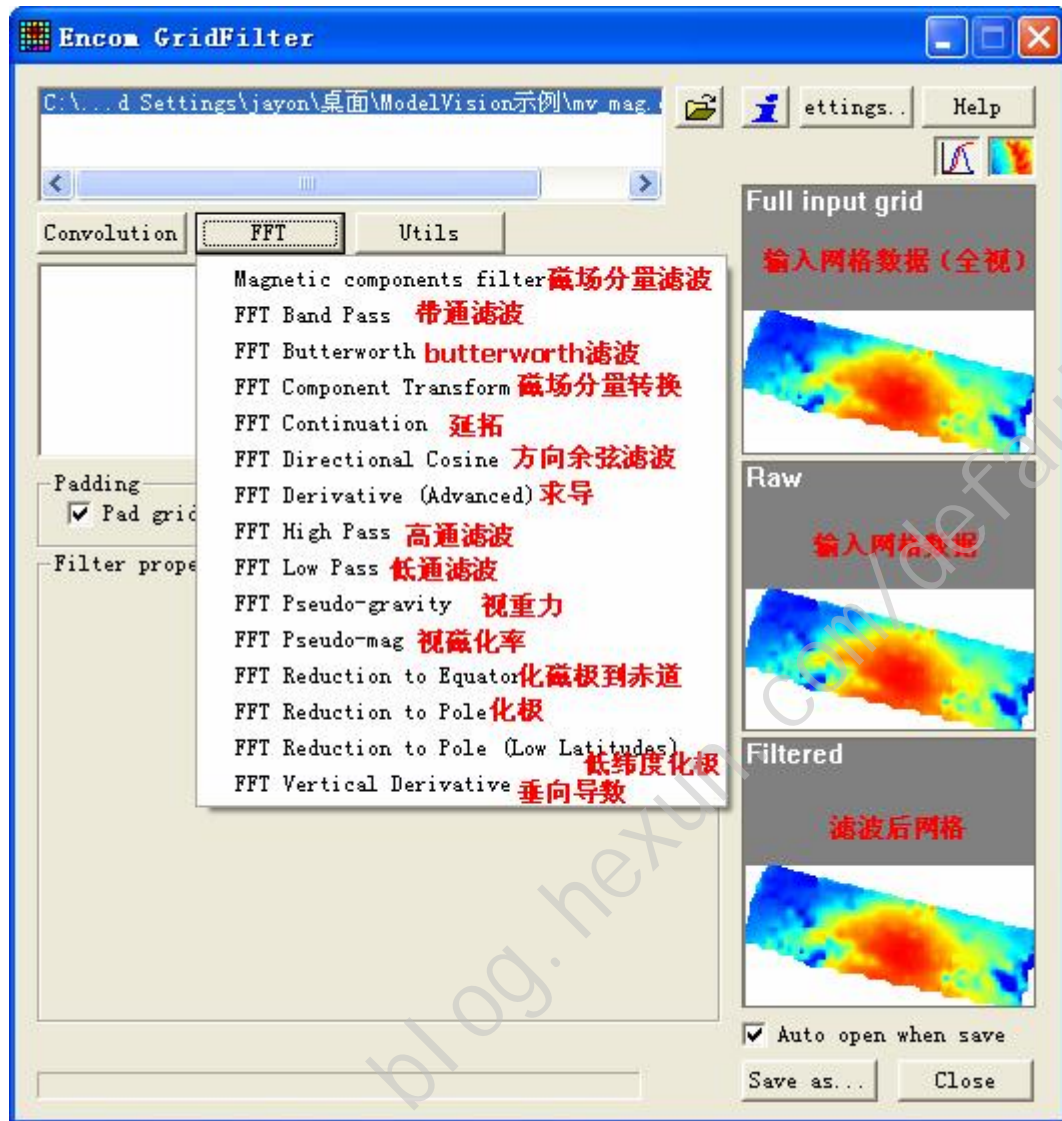 Encom GridFilter
C:\...d Settings\jayon\桌面\ModelVision示例\mv_mag.
ettings..
Help
Convolution
FFT
Utils
Magnetic components filter磁场分量滤波
FFT Band Pass 带通滤波
FFT Butterworth butterworth滤波
FFT Component Transform 磁场分量转换
FFT Continuation 延拓
FFT Directional Cosine 方向余弦滤波
FFT Derivative (Advanced) 求导
FFT High Pass 高通滤波
FFT Low Pass 低通滤波
FFT Pseudo-gravity 视重力
FFT Pseudo-mag 视磁化率
FFT Reduction to Equator化磁极到赤道
FFT Reduction to Pole化极
FFT Reduction to Pole (Low Latitudes)
低纬度化极
FFT Vertical Derivative 垂向导数
Padding
Pad grid
Filter prope
Full input grid
输入网格数据（全视）
Raw
输入网格数据
Filtered
滤波后网格
Auto open when save
Save as...
Close
blog.hexun.com/defau